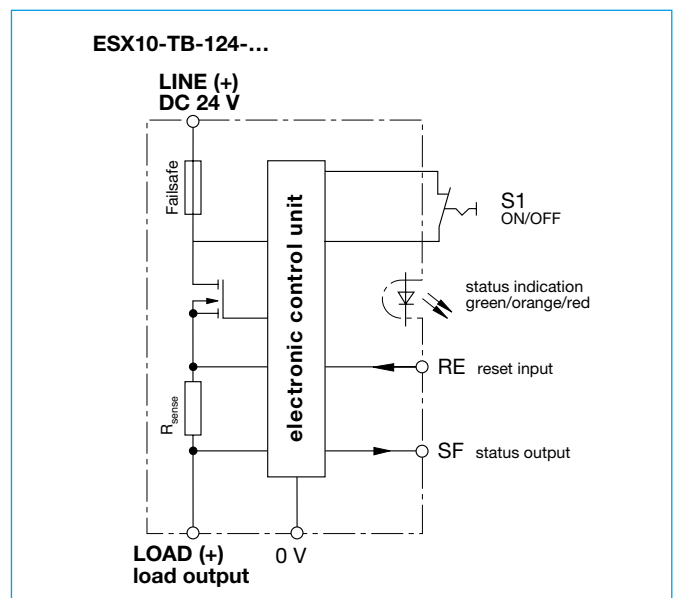 ESX10-TB-124-...
LINE (+)
DC 24 V
Failsafe
electronic control unit
S1
ON/OFF
status indication
green/orange/red
RE reset input
Rsense
SF status output
LOAD (+)
load output
0 V